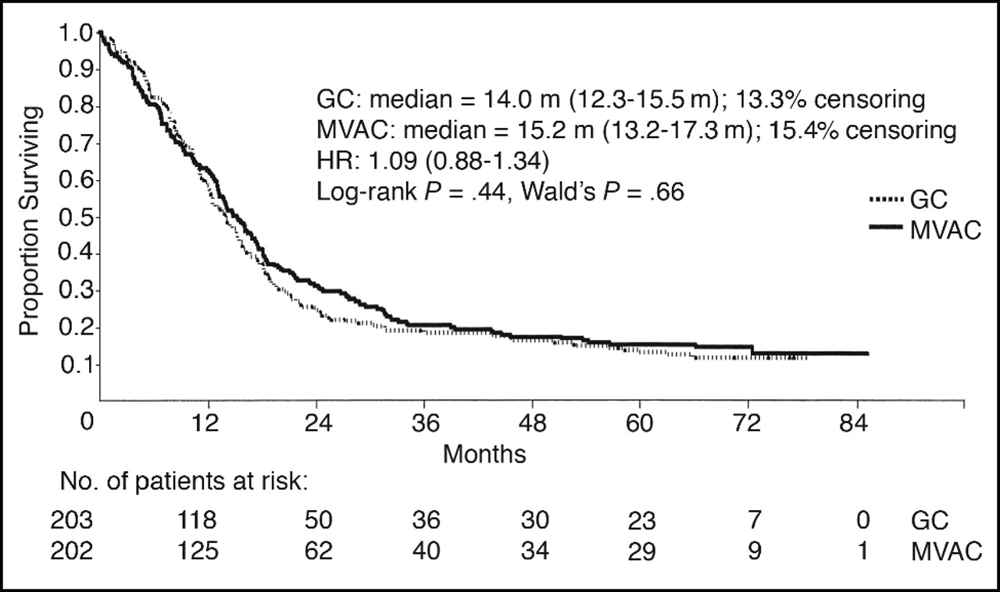 1.0
0.9
0.8
0.7
0.6
0.5
0.4
0.3
0.2
0.1
Proportion Surviving
GC: median = 14.0 m (12.3-15.5 m); 13.3% censoring
MVAC: median = 15.2 m (13.2-17.3 m); 15.4% censoring
HR: 1.09 (0.88-1.34)
Log-rank P = .44, Wald’s P = .66
GC
MVAC
0 12 24 36 48 60 72 84
Months
No. of patients at risk:
203 118 50 36 30 23 7 0 GC
202 125 62 40 34 29 9 1 MVAC